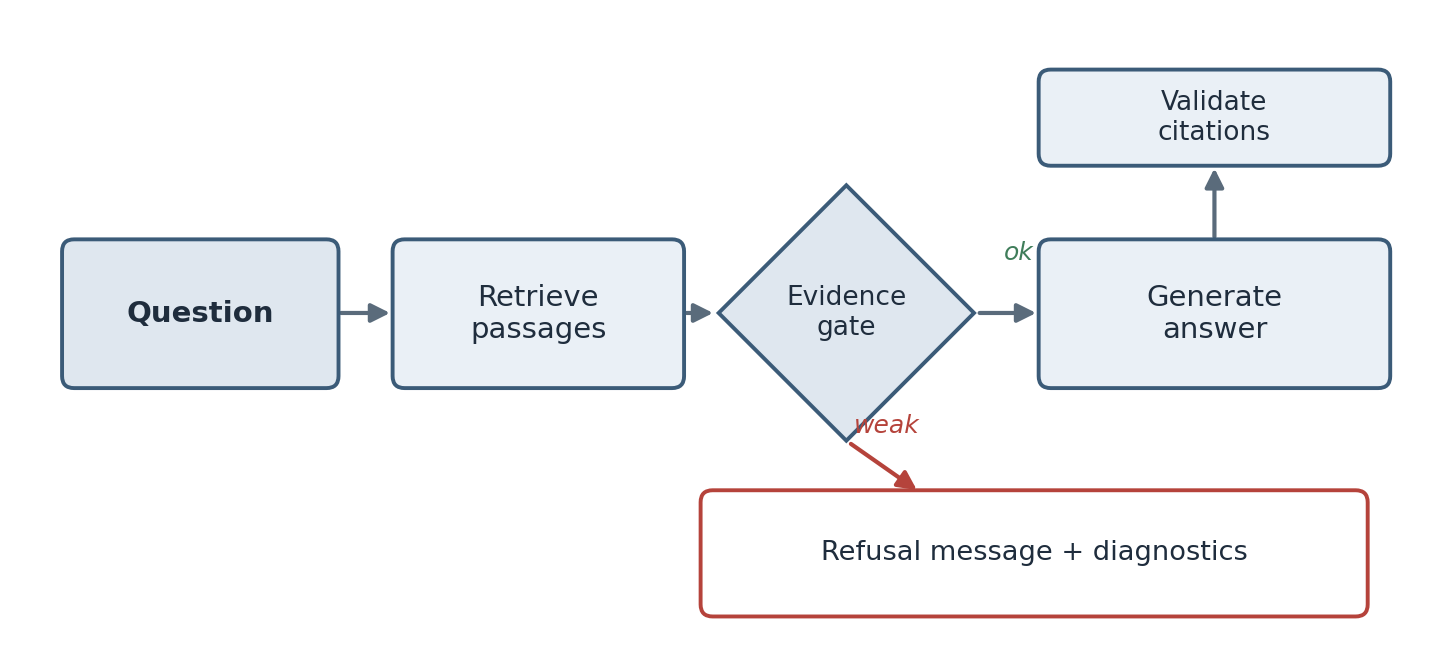 Validate
citations
Question
Retrieve
passages
Evidence
gate
ok
Generate
answer
weak
Refusal message + diagnostics